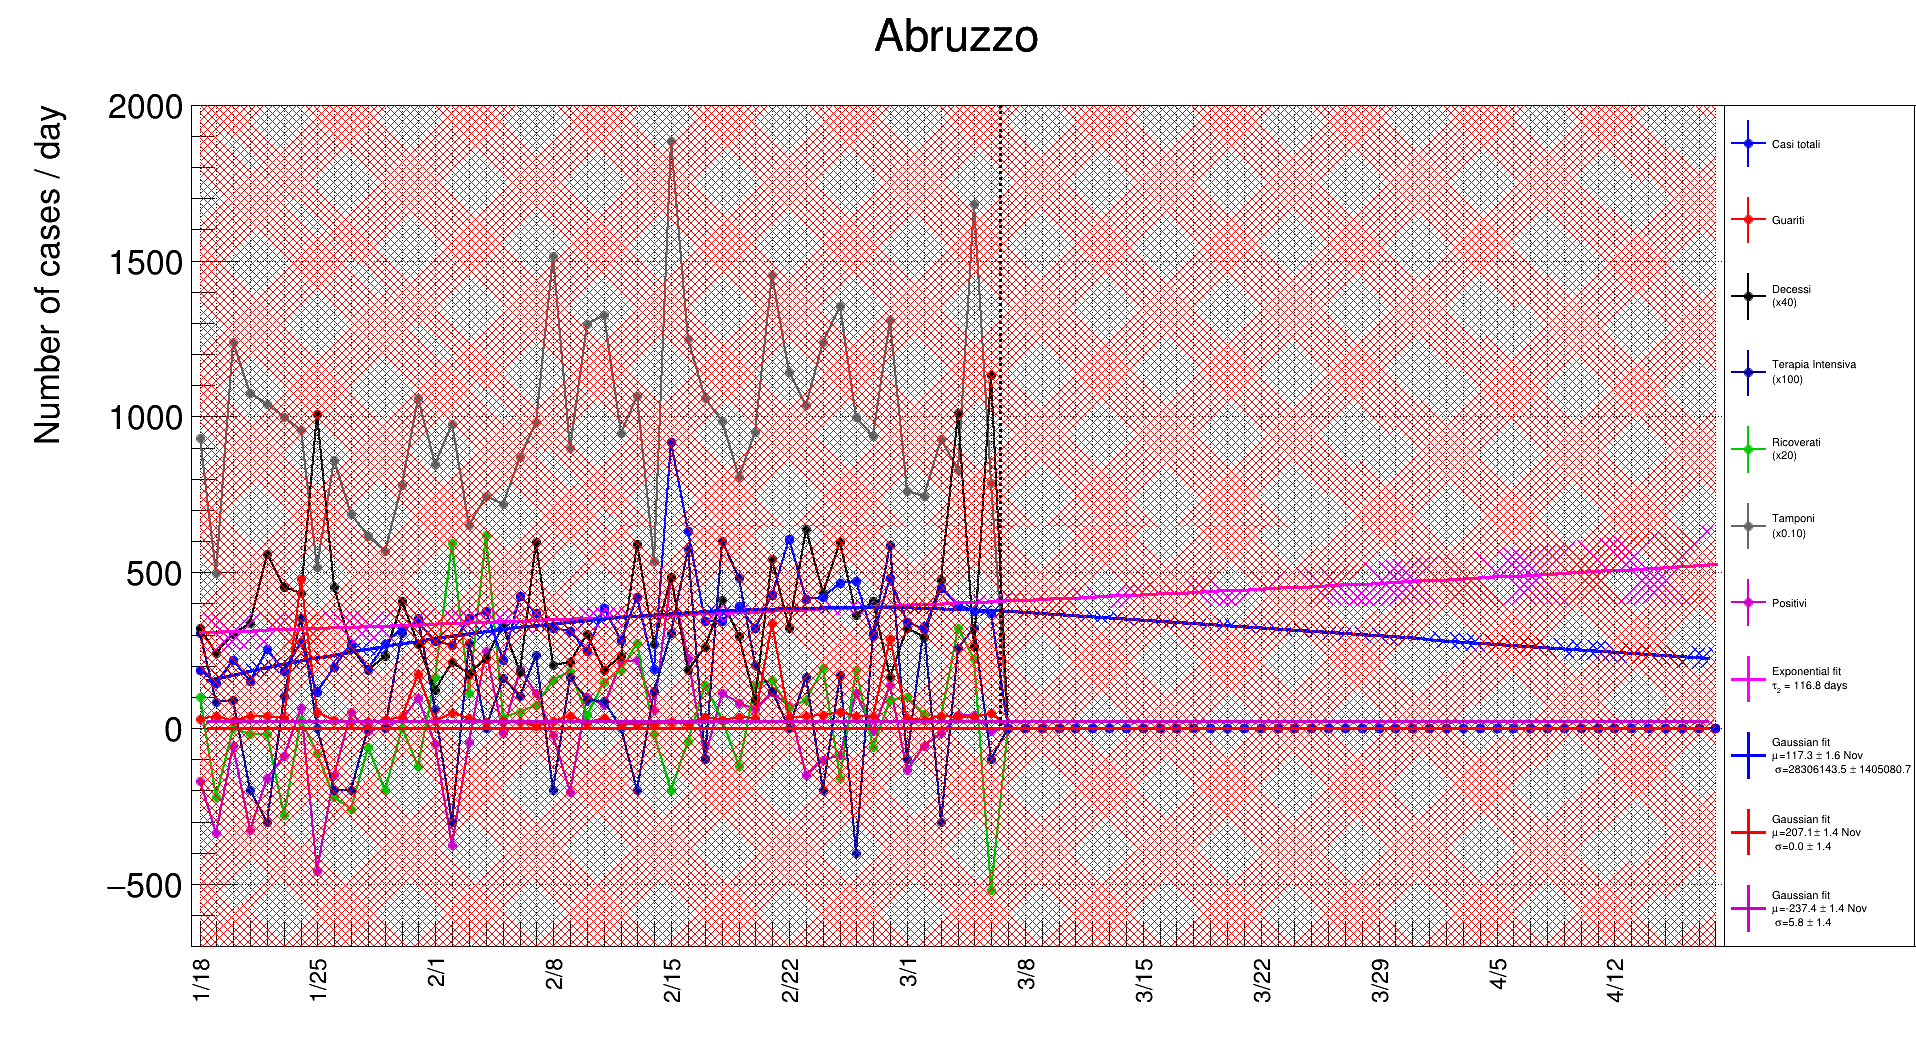 Abruzzo
Number of cases / day
2000
1500
1000
500
0
−500
1/18
1/25
2/1
2/8
2/15
2/22
3/1
3/8
3/15
3/22
3/29
4/5
4/12
Casi totali
Guariti
Decessi
(x40)
Terapia Intensiva
(x100)
Ricoverati
(x20)
Tamponi
(x0.10)
Positivi
Exponential fit
τ₂ = 116.8 days
Gaussian fit
μ=117.3 ± 1.6 Nov
σ=28306143.5 ± 1405080.7
Gaussian fit
μ=207.1 ± 1.4 Nov
σ=0.0 ± 1.4
Gaussian fit
μ=-237.4 ± 1.4 Nov
σ=5.8 ± 1.4